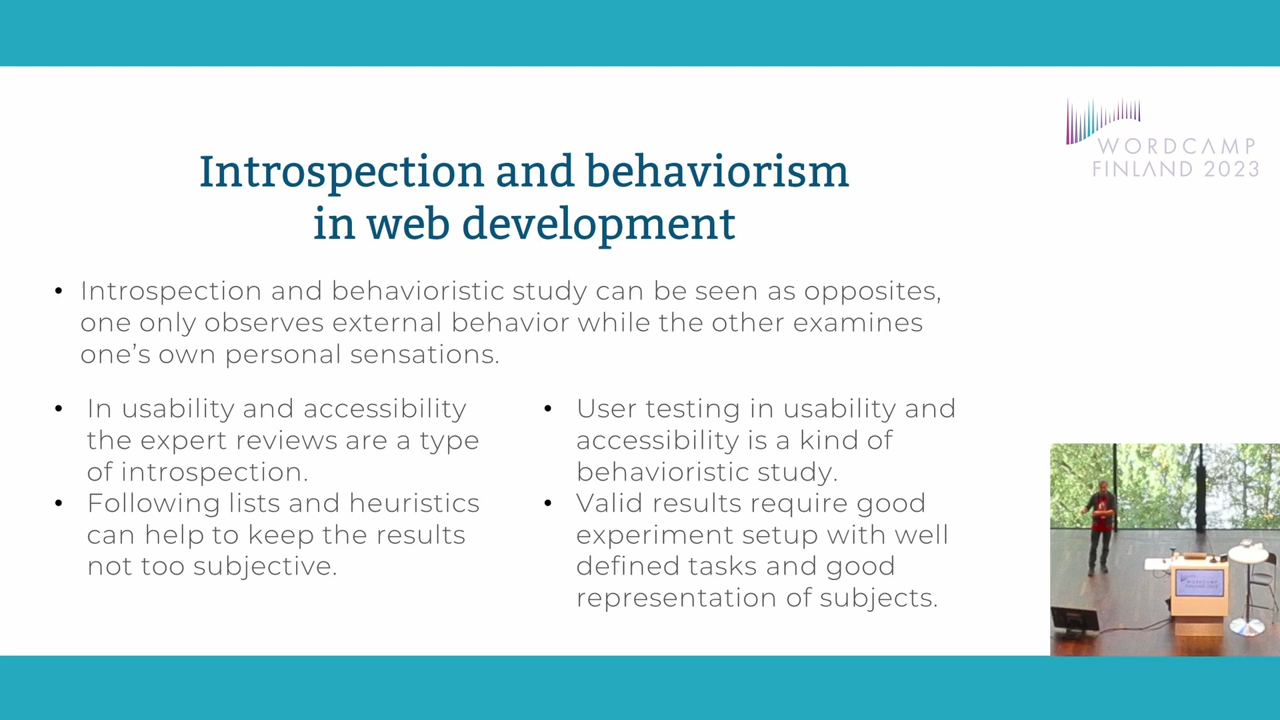 WORDCAMP
FINLAND 2023
Introspection and behaviorism
in web development
• Introspection and behavioristic study can be seen as opposites,
one only observes external behavior while the other examines
one's own personal sensations.
• In usability and accessibility
the expert reviews are a type
of introspection.
• Following lists and heuristics
can help to keep the results
not too subjective.
• User testing in usability and
accessibility is a kind of
behavioristic study.
• Valid results require good
experiment setup with well
defined tasks and good
representation of subjects.
WORDCAMP
FINLAND 2023